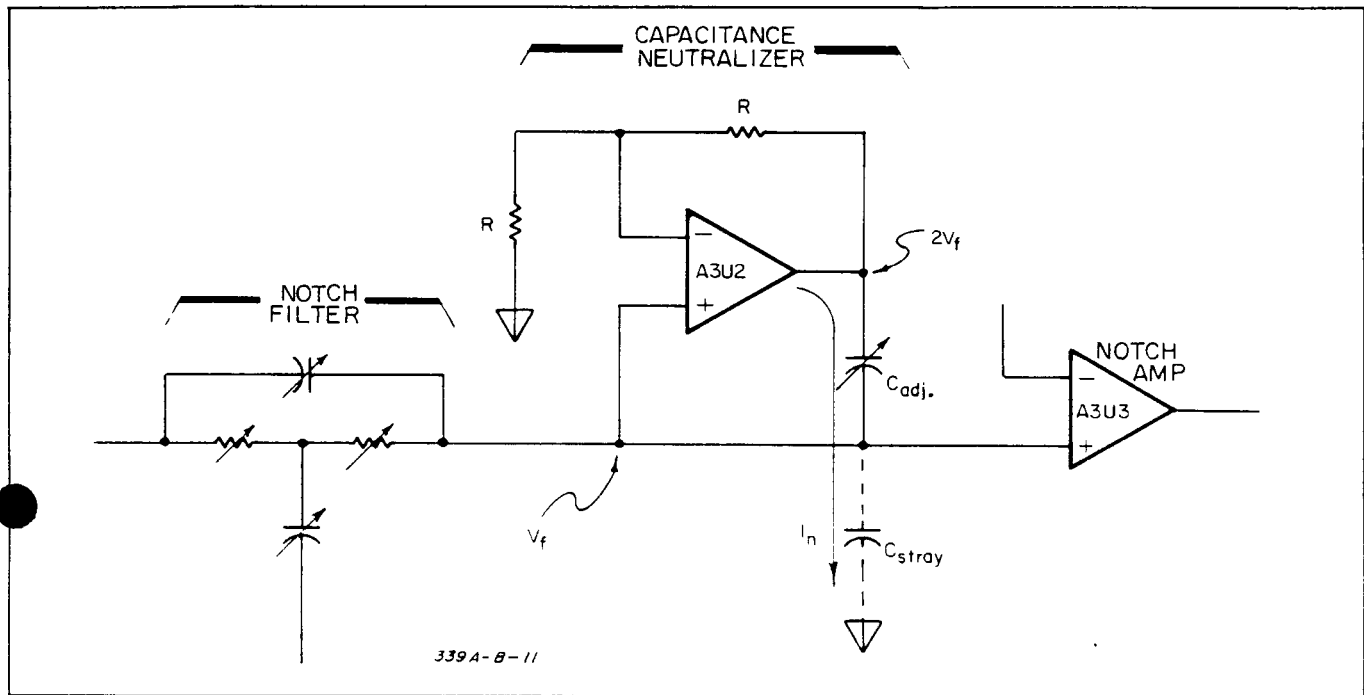 CAPACITANCE
NEUTRALIZER
R
R
−
A3U2
+
2Vf
NOTCH
FILTER
Cadj.
NOTCH
AMP
−
A3U3
+
Vf
In
Cstray
339A-B-11